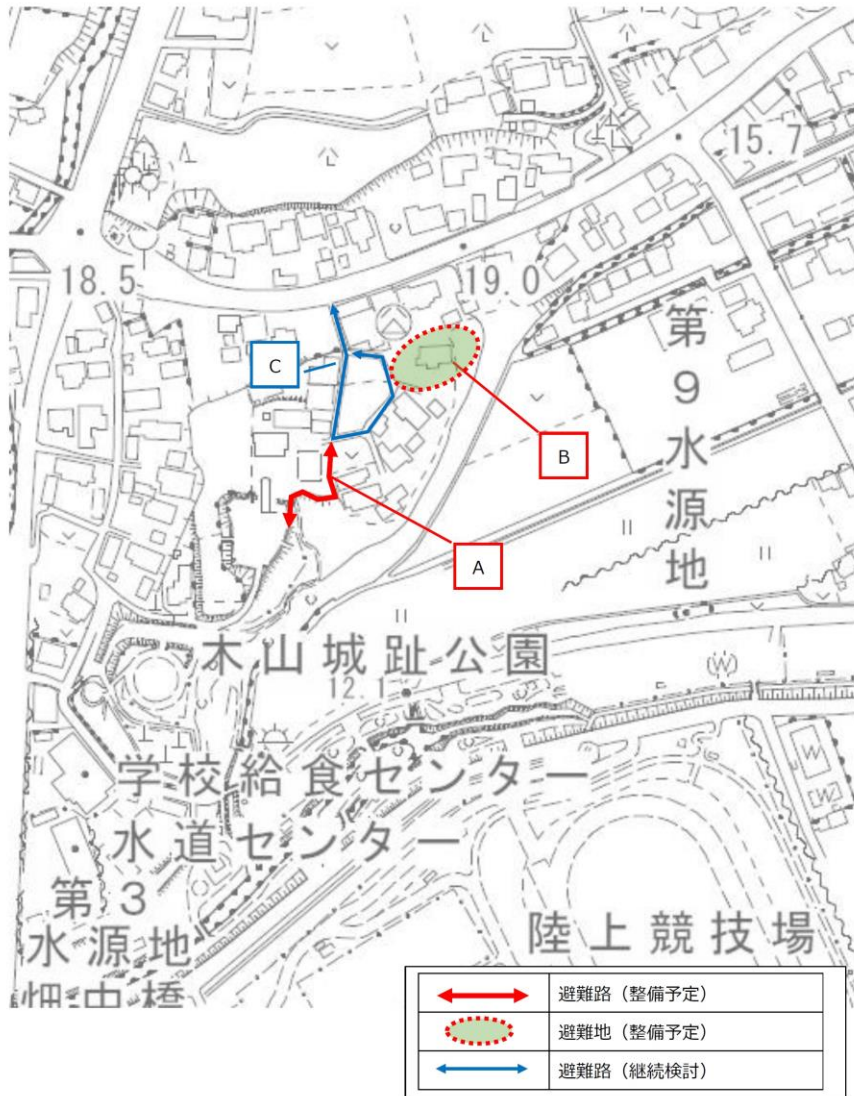 15.7
18.5
19.0
第9水源地
C
B
A
木山城趾公園
12.1
(W)
学校給食センター
W
(W)
水道センター
第3
水源地
陸上競技場
畑中橋
避難路（整備予定）
避難地（整備予定）
避難路（継続検討）